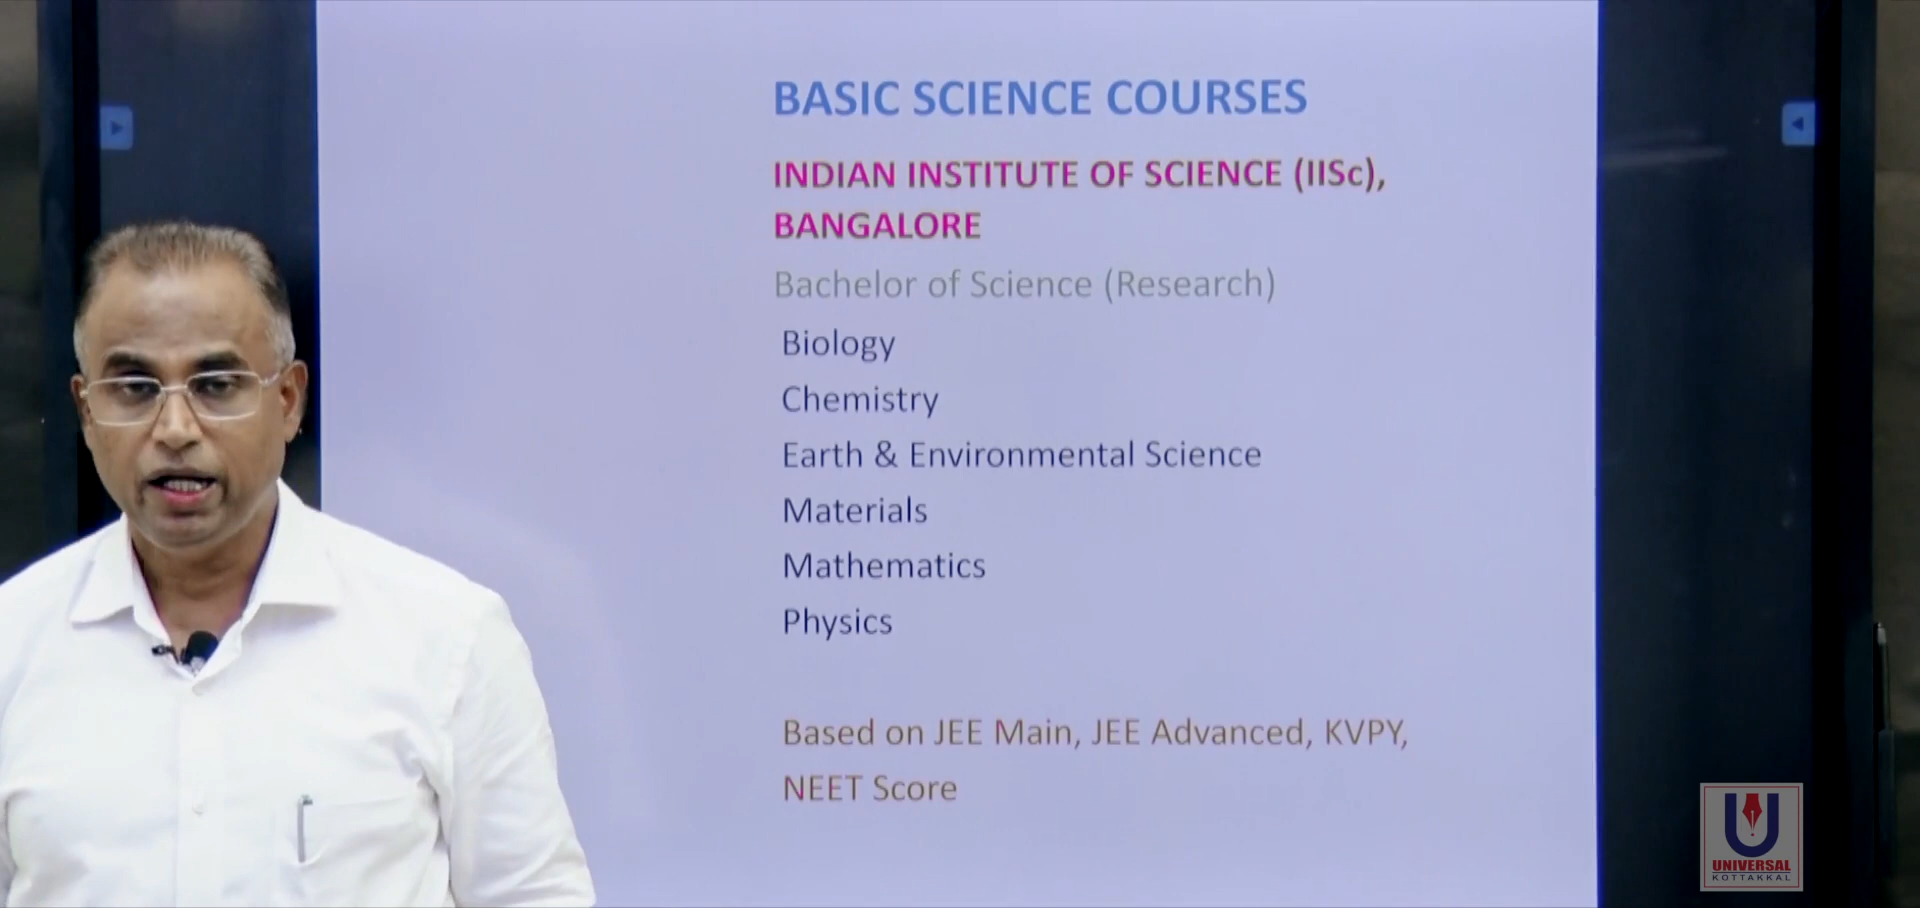 BASIC SCIENCE COURSES
INDIAN INSTITUTE OF SCIENCE (IISc),
BANGALORE
Bachelor of Science (Research)
Biology
Chemistry
Earth & Environmental Science
Materials
Mathematics
Physics
Based on JEE Main, JEE Advanced, KVPY,
NEET Score
UNIVERSAL
KOTTAKKAL